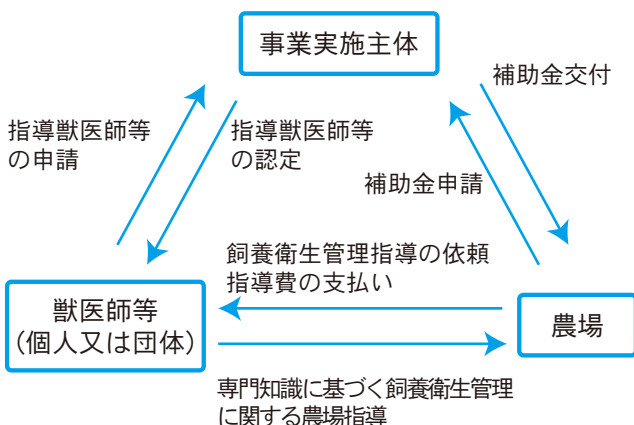 事業実施主体
補助金交付
指導獣医師等
の申請
指導獣医師等
の認定
補助金申請
飼養衛生管理指導の依頼
指導費の支払い
獣医師等
(個人又は団体)
農場
専門知識に基づく飼養衛生管理
に関する農場指導